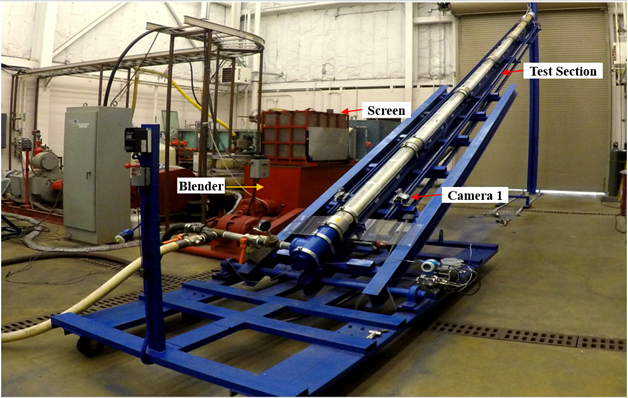 Test Section
Screen
Blender
Camera 1